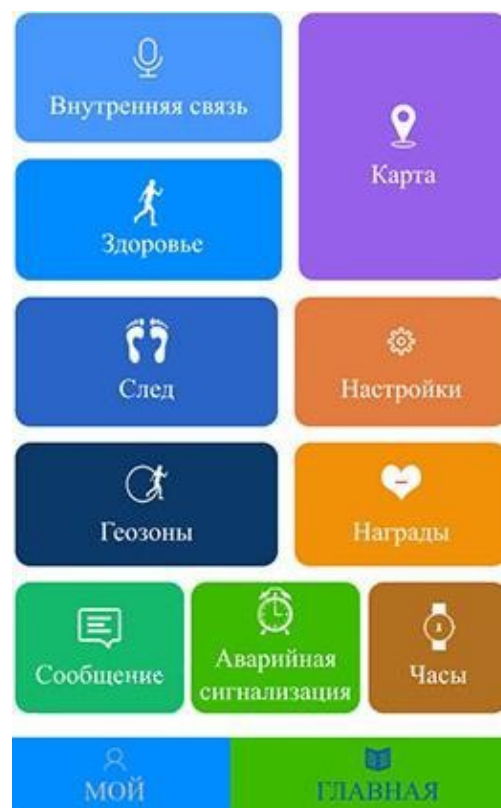 Внутренняя связь
Карта
Здоровье
След
Настройки
Геозоны
Награды
Сообщение
Аварийная
сигнализация
Часы
МОЙ
ГЛАВНАЯ